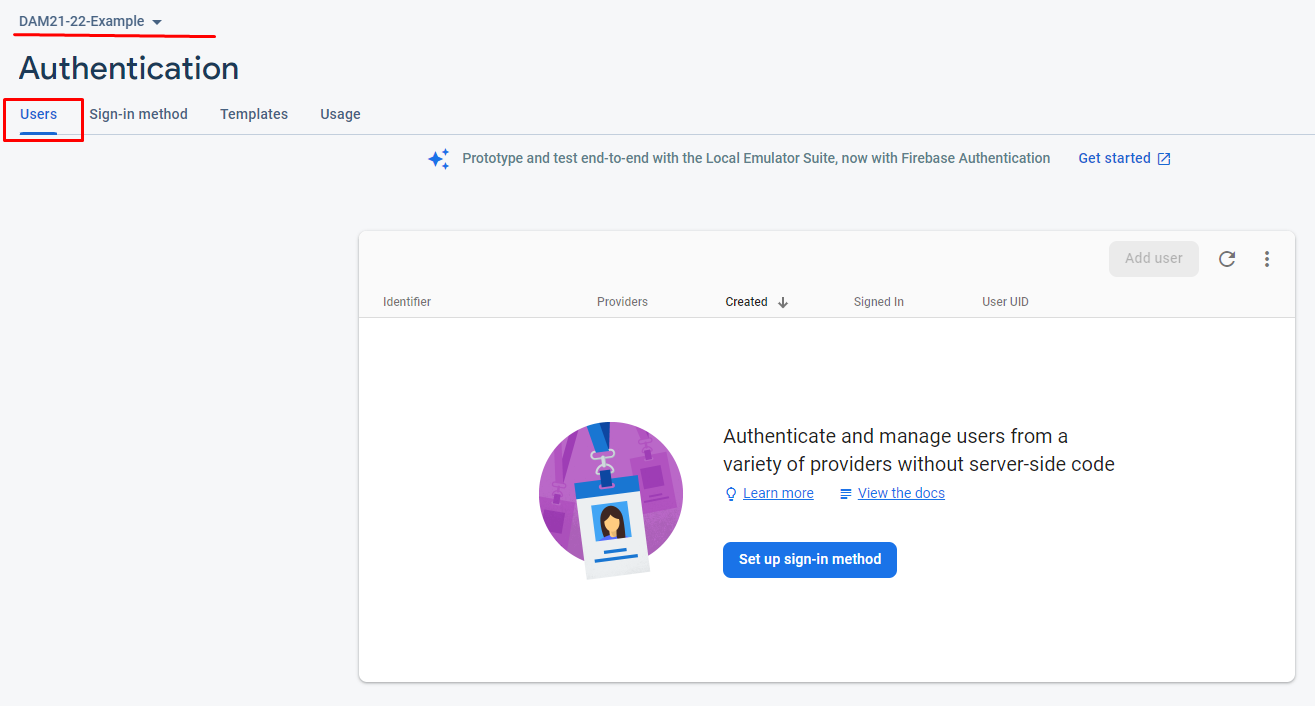 DAM21-22-Example
Authentication
Users Sign-in method Templates Usage
Prototype and test end-to-end with the Local Emulator Suite, now with Firebase Authentication Get started
Add user
Identifier Providers Created Signed In User UID
Authenticate and manage users from a
variety of providers without server-side code
Learn more View the docs
Set up sign-in method